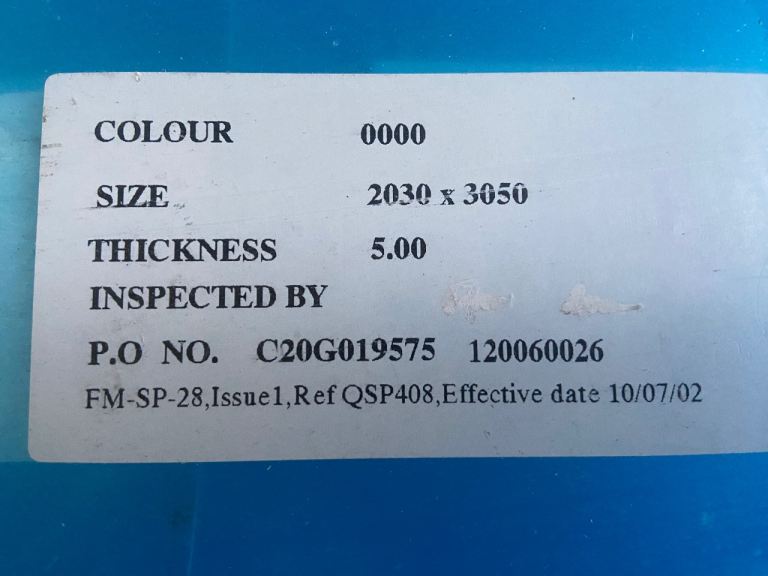 COLOUR 0000
SIZE 2030 x 3050
THICKNESS 5.00
INSPECTED BY
P.O NO. C20G019575 120060026
FM-SP-28,Issue1,Ref QSP408,Effective date 10/07/02